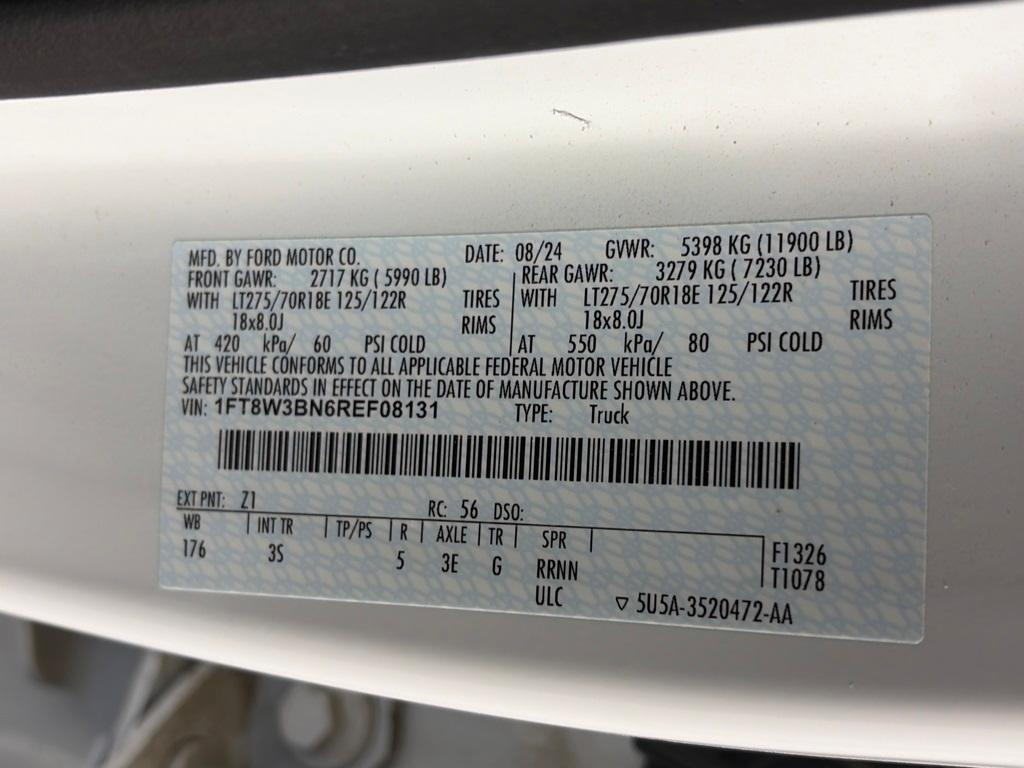 MFD. BY FORD MOTOR CO. DATE: 08/24 GVWR: 5398 KG (11900 LB)
FRONT GAWR: 2717 KG ( 5990 LB) REAR GAWR: 3279 KG ( 7230 LB)
WITH LT275/70R18E 125/122R TIRES WITH LT275/70R18E 125/122R TIRES
18x8.0J RIMS 18x8.0J RIMS
AT 420 kPa/ 60 PSI COLD AT 550 kPa/ 80 PSI COLD
THIS VEHICLE CONFORMS TO ALL APPLICABLE FEDERAL MOTOR VEHICLE
SAFETY STANDARDS IN EFFECT ON THE DATE OF MANUFACTURE SHOWN ABOVE.
VIN: 1FT8W3BN6REF08131 TYPE: Truck
EXT PNT: Z1 RC: 56 DSO:
WB INT TR TP/PS R AXLE TR SPR
176 3S 5 3E G RRNN F1326
T1078
ULC ▽ 5U5A-3520472-AA